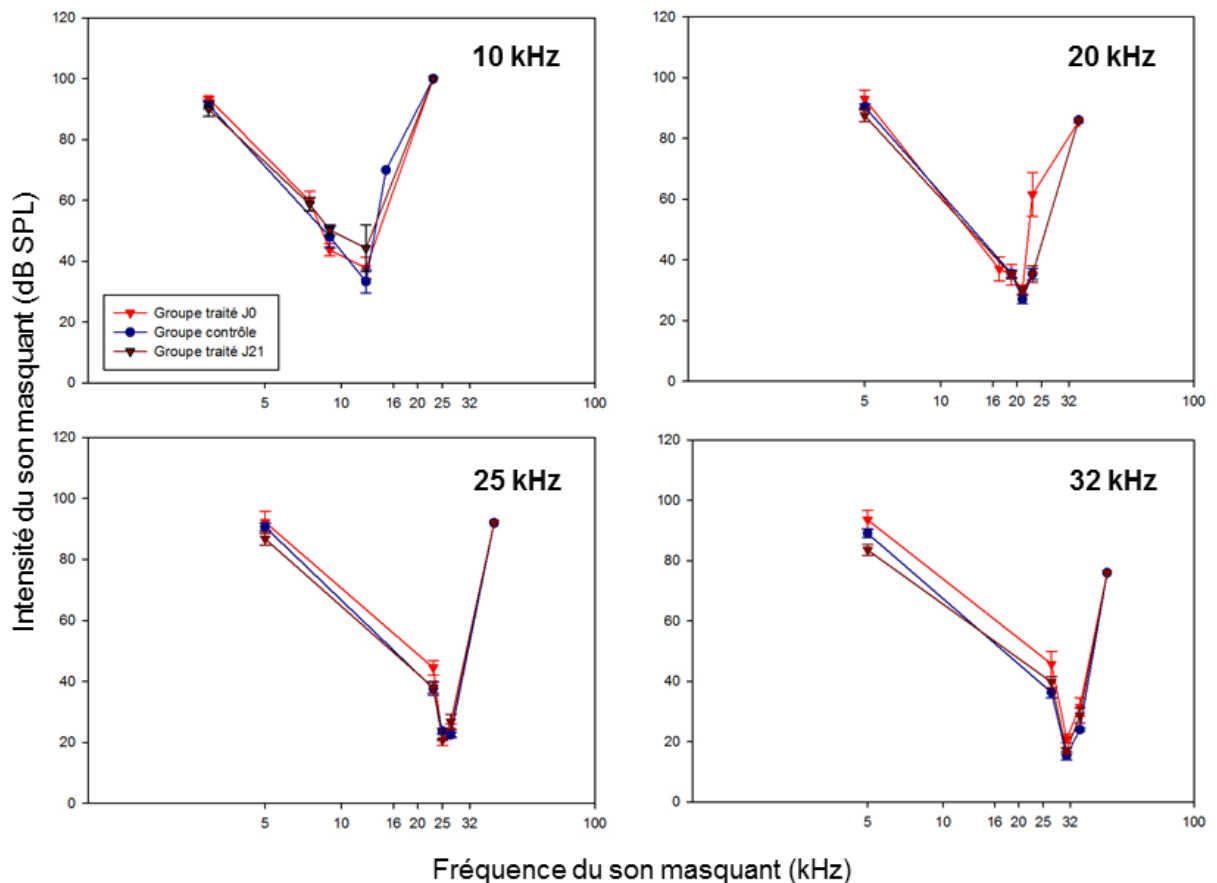 Intensité du son masquant (dB SPL)
120
100
80
60
40
20
0
10 kHz
Groupe traité J0
Groupe contrôle
Groupe traité J21
5 10 16 20 25 32 100
120
100
80
60
40
20
0
20 kHz
5 10 16 20 25 32 100
120
100
80
60
40
20
0
25 kHz
5 10 16 20 25 32 100
120
100
80
60
40
20
0
32 kHz
5 10 16 20 25 32 100
Fréquence du son masquant (kHz)